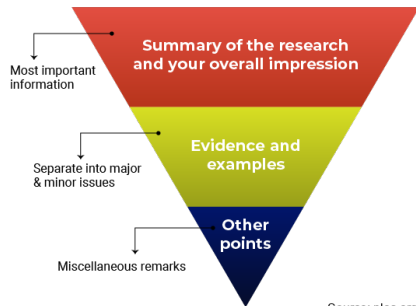 Summary of the research
and your overall impression
Most important
information
Evidence and
examples
Separate into major
& minor issues
Other
points
Miscellaneous remarks